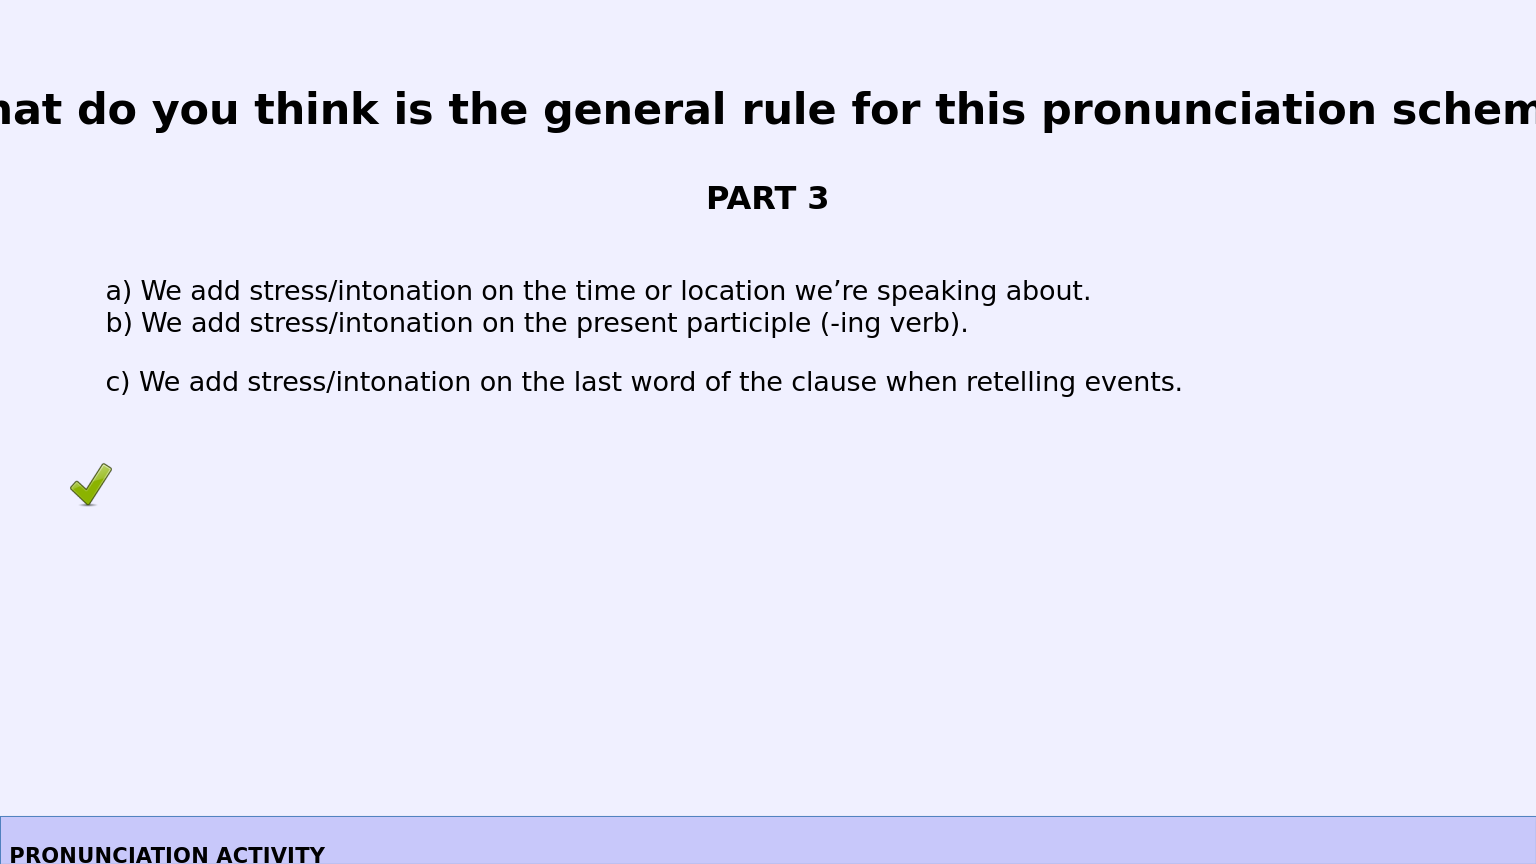 hat do you think is the general rule for this pronunciation schem
PART 3
a) We add stress/intonation on the time or location we’re speaking about.
b) We add stress/intonation on the present participle (-ing verb).
c) We add stress/intonation on the last word of the clause when retelling events.
PRONUNCIATION ACTIVITY